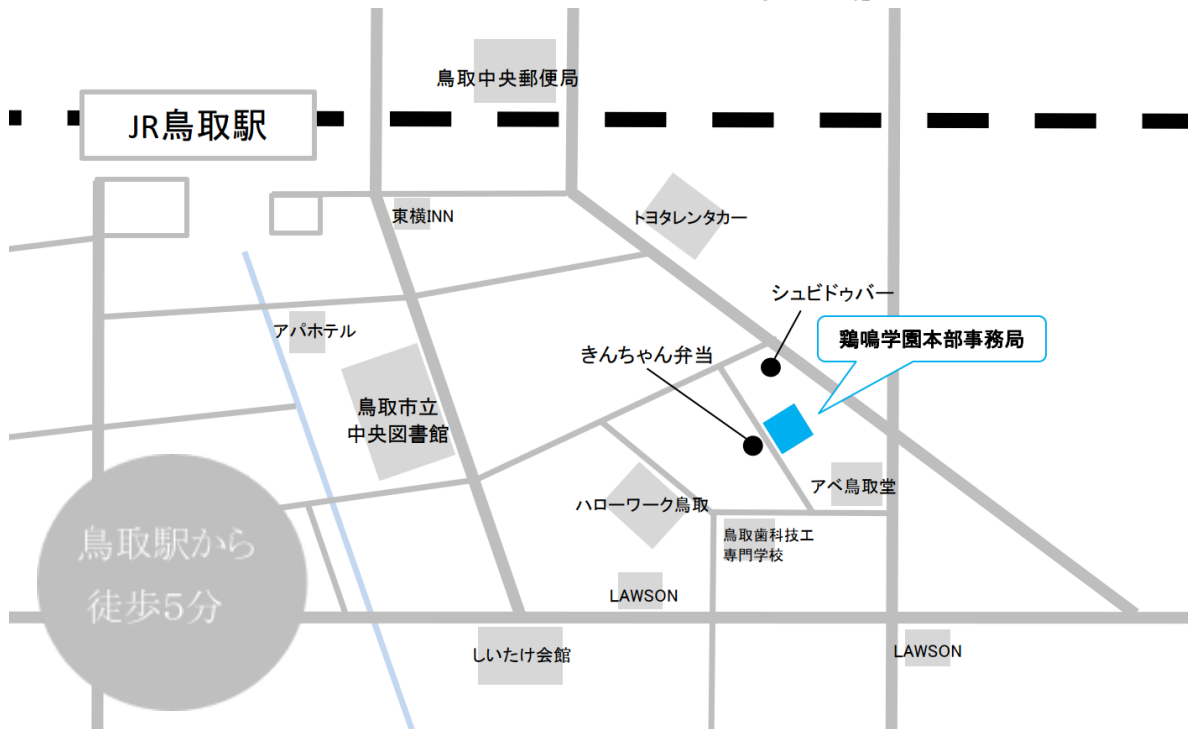 鳥取中央郵便局
JR鳥取駅
東横INN
トヨタレンタカー
シュビドゥバー
アパホテル
鶏鳴学園本部事務局
きんちゃん弁当
鳥取市立
中央図書館
アベ鳥取堂
ハローワーク鳥取
鳥取歯科技工
専門学校
鳥取駅から
徒歩5分
LAWSON
しいたけ会館
LAWSON